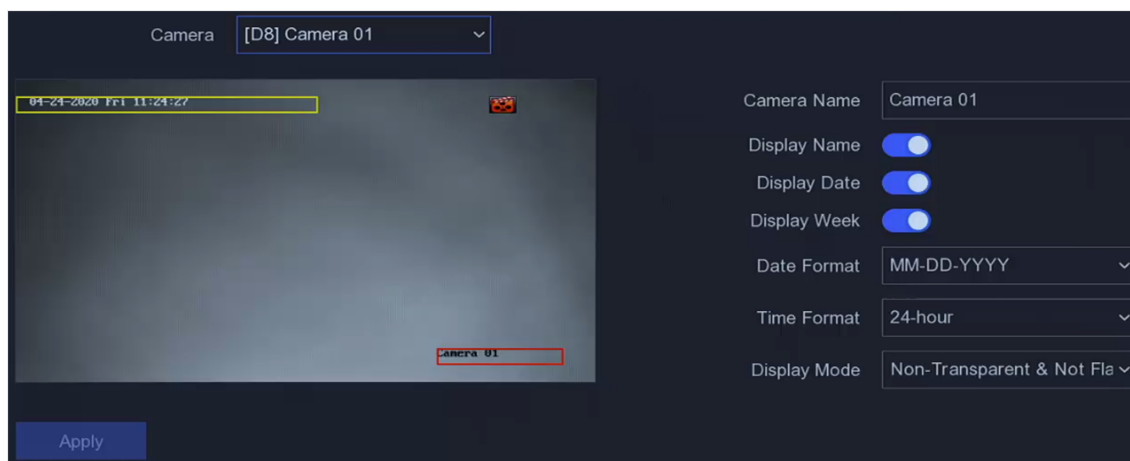 Camera [D8] Camera 01
04-24-2020 Fri 11:24:27
Camera 01
Camera Name Camera 01
Display Name
Display Date
Display Week
Date Format MM-DD-YYYY
Time Format 24-hour
Display Mode Non-Transparent & Not Fla
Apply